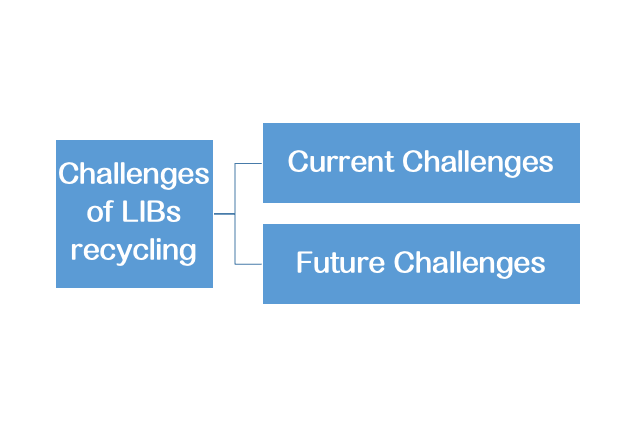 Challenges
of LIBs
recycling
Current Challenges
Future Challenges